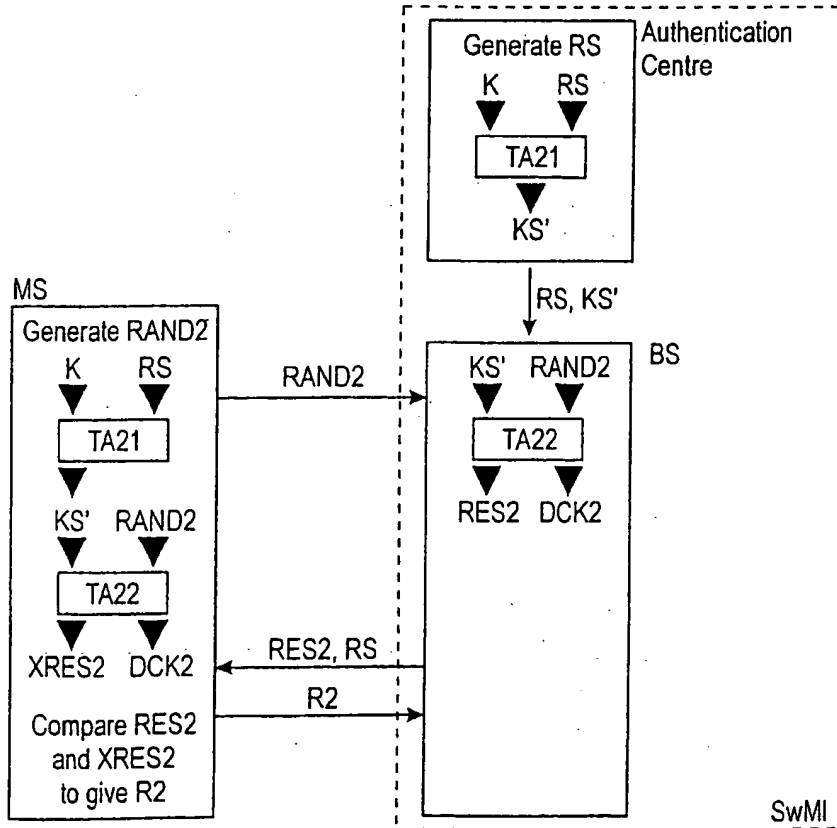 Authentication
Centre
Generate RS
K RS
TA21
KS'
RS, KS'
MS
Generate RAND2
K RS
TA21
KS' RAND2
TA22
XRES2 DCK2
Compare RES2
and XRES2
to give R2
RAND2
RES2, RS
R2
BS
KS' RAND2
TA22
RES2 DCK2
SwMI